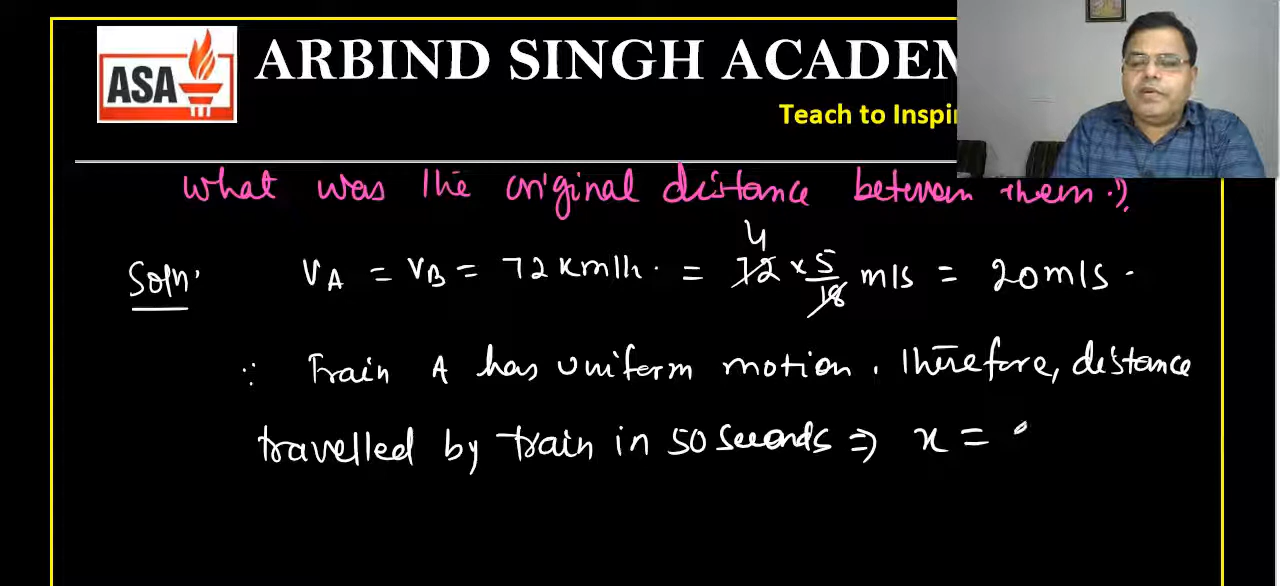 ASA
ARBIND SINGH ACADEM
Teach to Inspi
what was the original distance between them.?
Soln.
VA = VB = 72 Km/h. = 72 x 5/18 m/s = 20 m/s.
4
∵ Train A has uniform motion. Therefore, distance
travelled by train in 50 seconds ⇒ x =